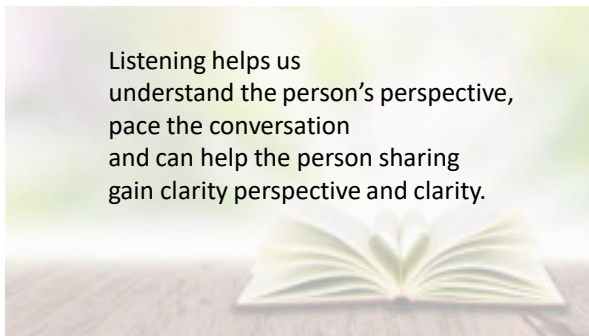 Listening helps us
understand the person’s perspective,
pace the conversation
and can help the person sharing
gain clarity perspective and clarity.